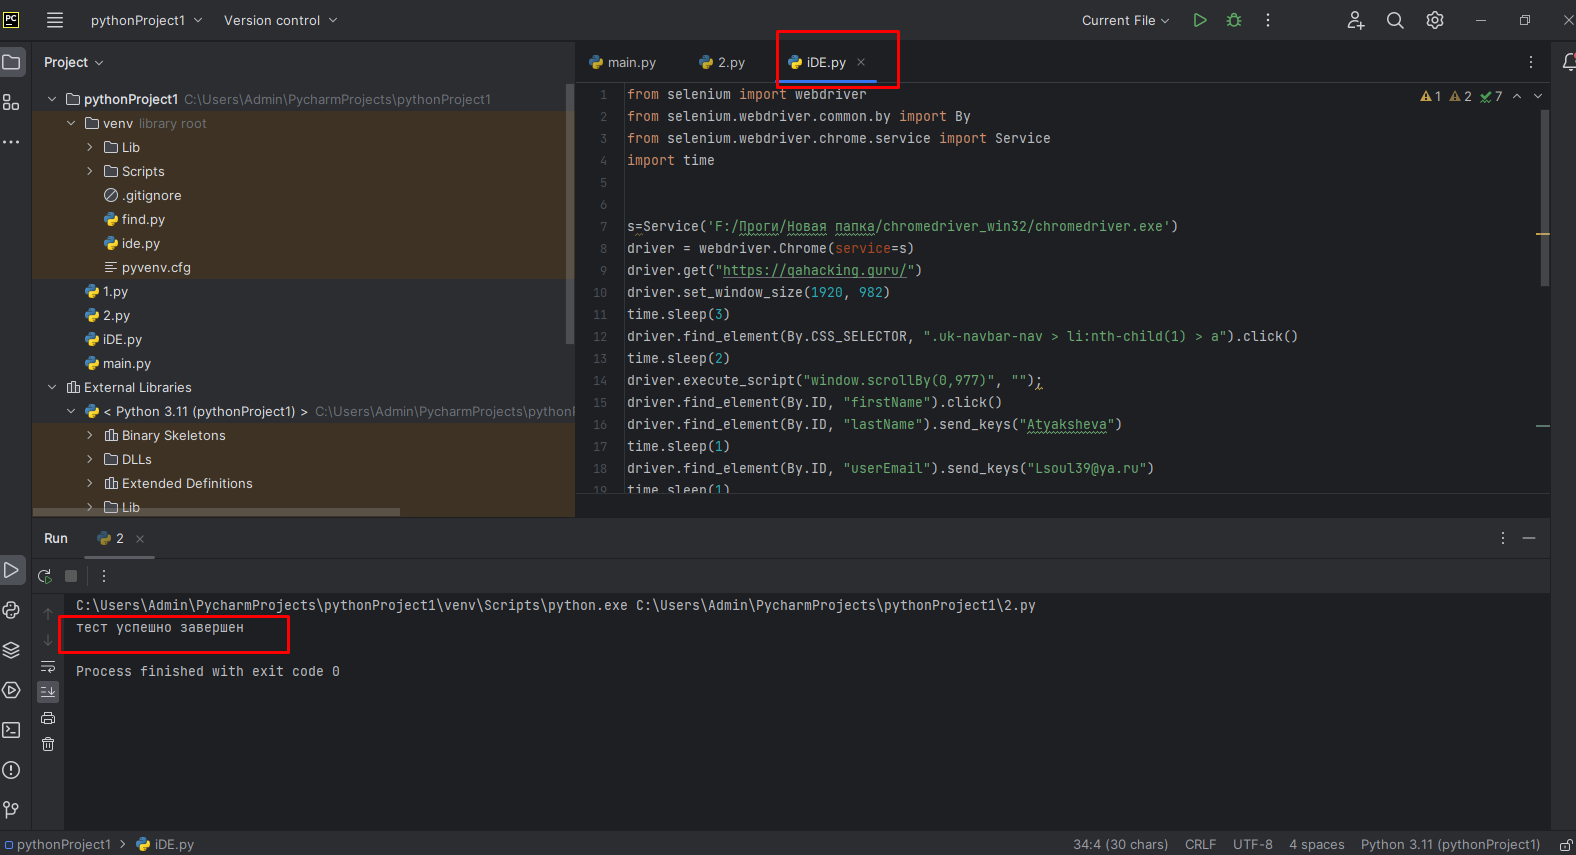 PC pythonProject1 Version control Current File
Project
pythonProject1 C:\Users\Admin\PycharmProjects\pythonProject1
venv library root
Lib
Scripts
.gitignore
find.py
ide.py
pyvenv.cfg
1.py
2.py
iDE.py
main.py
External Libraries
< Python 3.11 (pythonProject1) > C:\Users\Admin\PycharmProjects\python
Binary Skeletons
DLLs
Extended Definitions
Lib
main.py 2.py iDE.py
1 2 7
1 from selenium import webdriver
2 from selenium.webdriver.common.by import By
3 from selenium.webdriver.chrome.service import Service
4 import time
5
6
7 s=Service('F:/Проги/Новая папка/chromedriver_win32/chromedriver.exe')
8 driver = webdriver.Chrome(service=s)
9 driver.get("https://qahacking.guru/")
10 driver.set_window_size(1920, 982)
11 time.sleep(3)
12 driver.find_element(By.CSS_SELECTOR, ".uk-navbar-nav > li:nth-child(1) > a").click()
13 time.sleep(2)
14 driver.execute_script("window.scrollBy(0,977)", "");
15 driver.find_element(By.ID, "firstName").click()
16 driver.find_element(By.ID, "lastName").send_keys("Atyaksheva")
17 time.sleep(1)
18 driver.find_element(By.ID, "userEmail").send_keys("Lsoul39@ya.ru")
19 time.sleep(1)
Run 2
C:\Users\Admin\PycharmProjects\pythonProject1\venv\Scripts\python.exe C:\Users\Admin\PycharmProjects\pythonProject1\2.py
тест успешно завершен
Process finished with exit code 0
pythonProject1 > iDE.py 34:4 (30 chars) CRLF UTF-8 4 spaces Python 3.11 (pythonProject1)